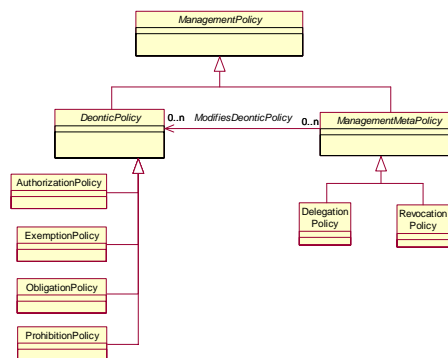 ManagementPolicy
DeonticPolicy
0..n
ModifiesDeonticPolicy
0..n
ManagementMetaPolicy
AuthorizationPolicy
ExemptionPolicy
ObligationPolicy
ProhibitionPolicy
Delegation
Policy
Revocation
Policy